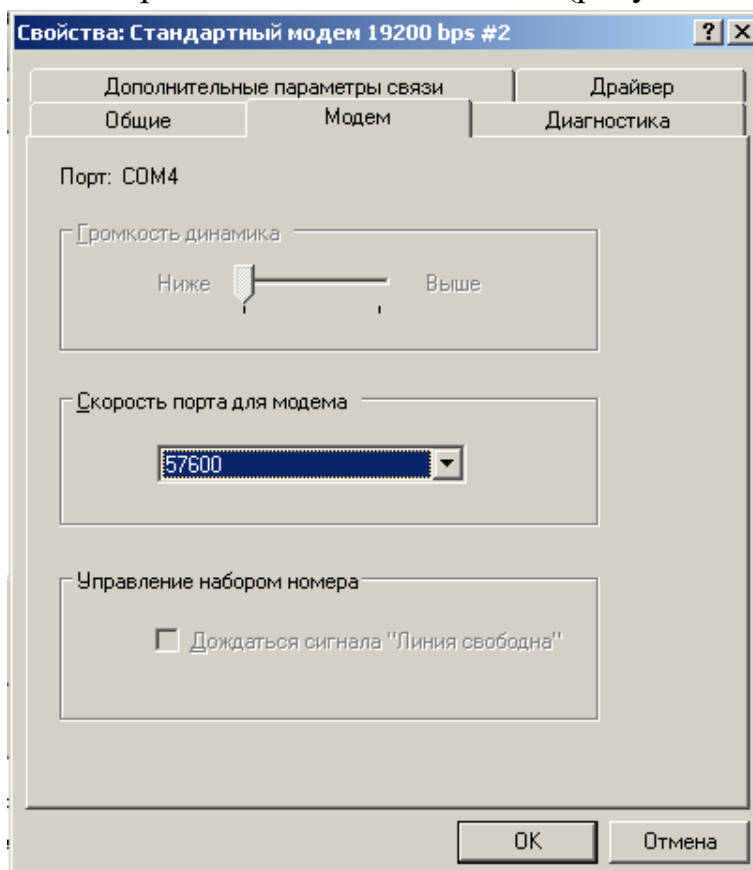 Свойства: Стандартный модем 19200 bps #2
Дополнительные параметры связи Драйвер
Общие Модем Диагностика
Порт: COM4
Громкость динамика
Ниже Выше
Скорость порта для модема
57600
Управление набором номера
Дождаться сигнала "Линия свободна"
OK Отмена